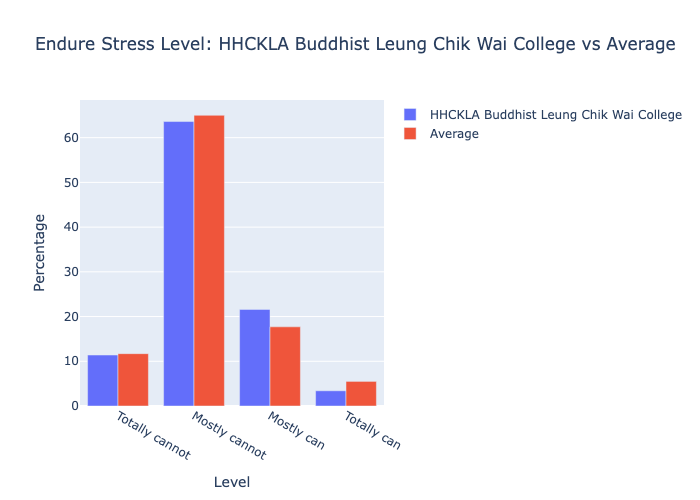 Endure Stress Level: HHCKLA Buddhist Leung Chik Wai College vs Average
HHCKLA Buddhist Leung Chik Wai College
Average
Percentage
60
50
40
30
20
10
0
Totally cannot
Mostly cannot
Mostly can
Totally can
Level